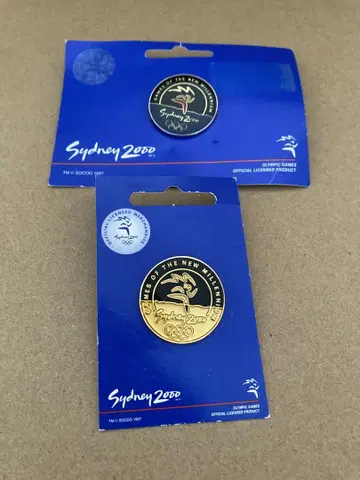 GAMES OF THE NEW MILLENNIUM
Sydney 2000
Sydney 2000
TM © SOCOG 1997
OLYMPIC GAMES
OFFICIAL LICENSED PRODUCT
OFFICIAL LICENSED MERCHANDISE
Sydney 2000
GAMES OF THE NEW MILLENNIUM
Sydney 2000
Sydney 2000
TM © SOCOG 1997
OLYMPIC GAMES
OFFICIAL LICENSED PRODUCT